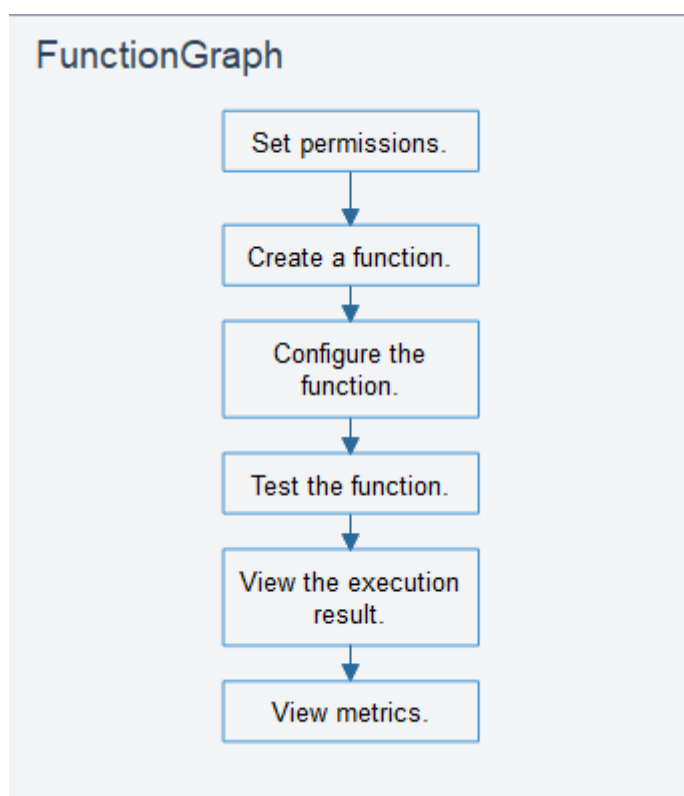 FunctionGraph
Set permissions.
Create a function.
Configure the
function.
Test the function.
View the execution
result.
View metrics.